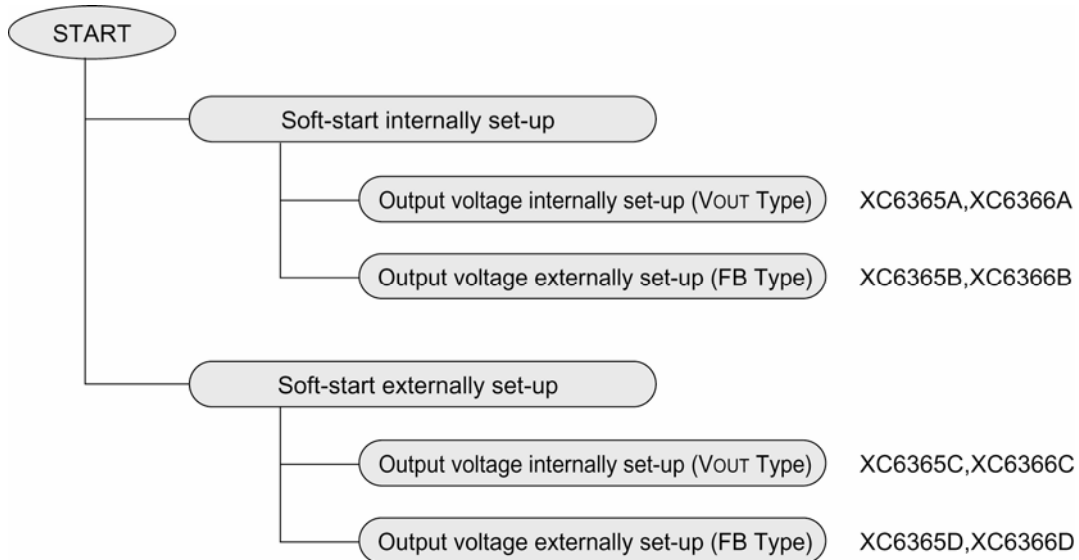 START
Soft-start internally set-up
Output voltage internally set-up (VOUT Type) XC6365A,XC6366A
Output voltage externally set-up (FB Type) XC6365B,XC6366B
Soft-start externally set-up
Output voltage internally set-up (VOUT Type) XC6365C,XC6366C
Output voltage externally set-up (FB Type) XC6365D,XC6366D